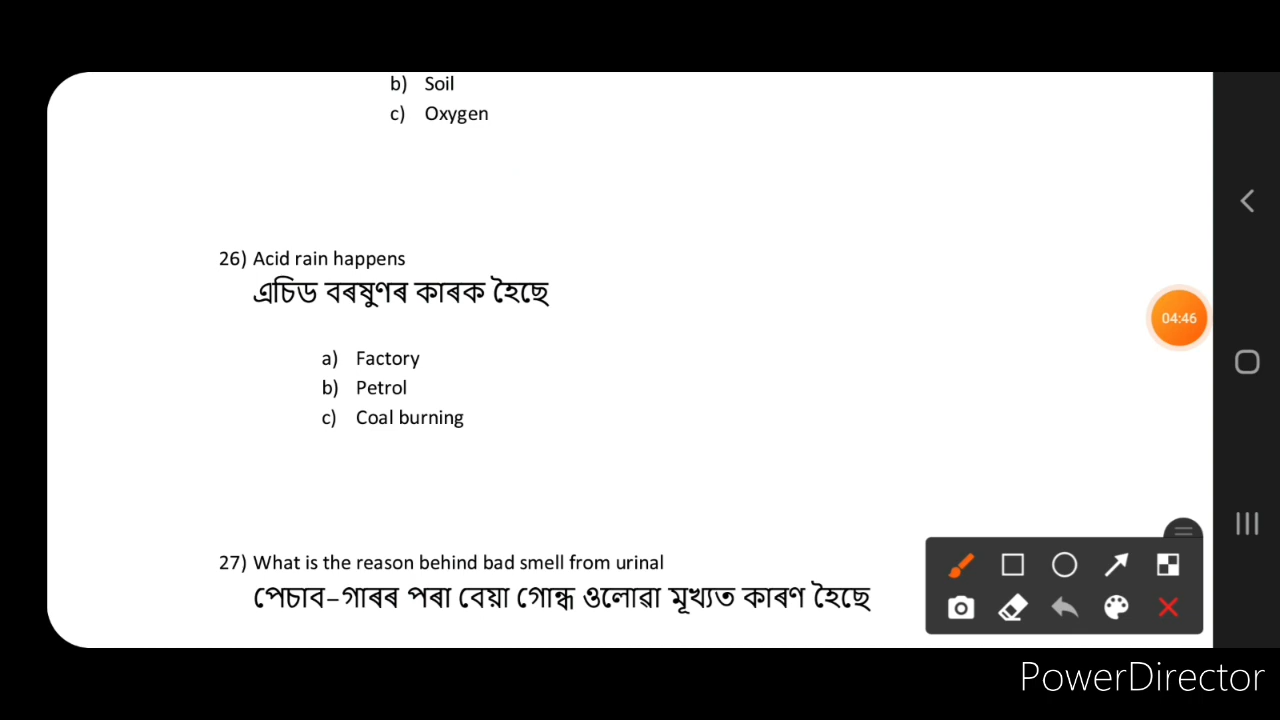 b) Soil
c) Oxygen
26) Acid rain happens
এচিড বৰষুণৰ কাৰক হৈছে
a) Factory
b) Petrol
c) Coal burning
04:46
27) What is the reason behind bad smell from urinal
পেচাব-গাৰৰ পৰা বেয়া গোন্ধ ওলোৱা মূখ্যত কাৰণ হৈছে
PowerDirector